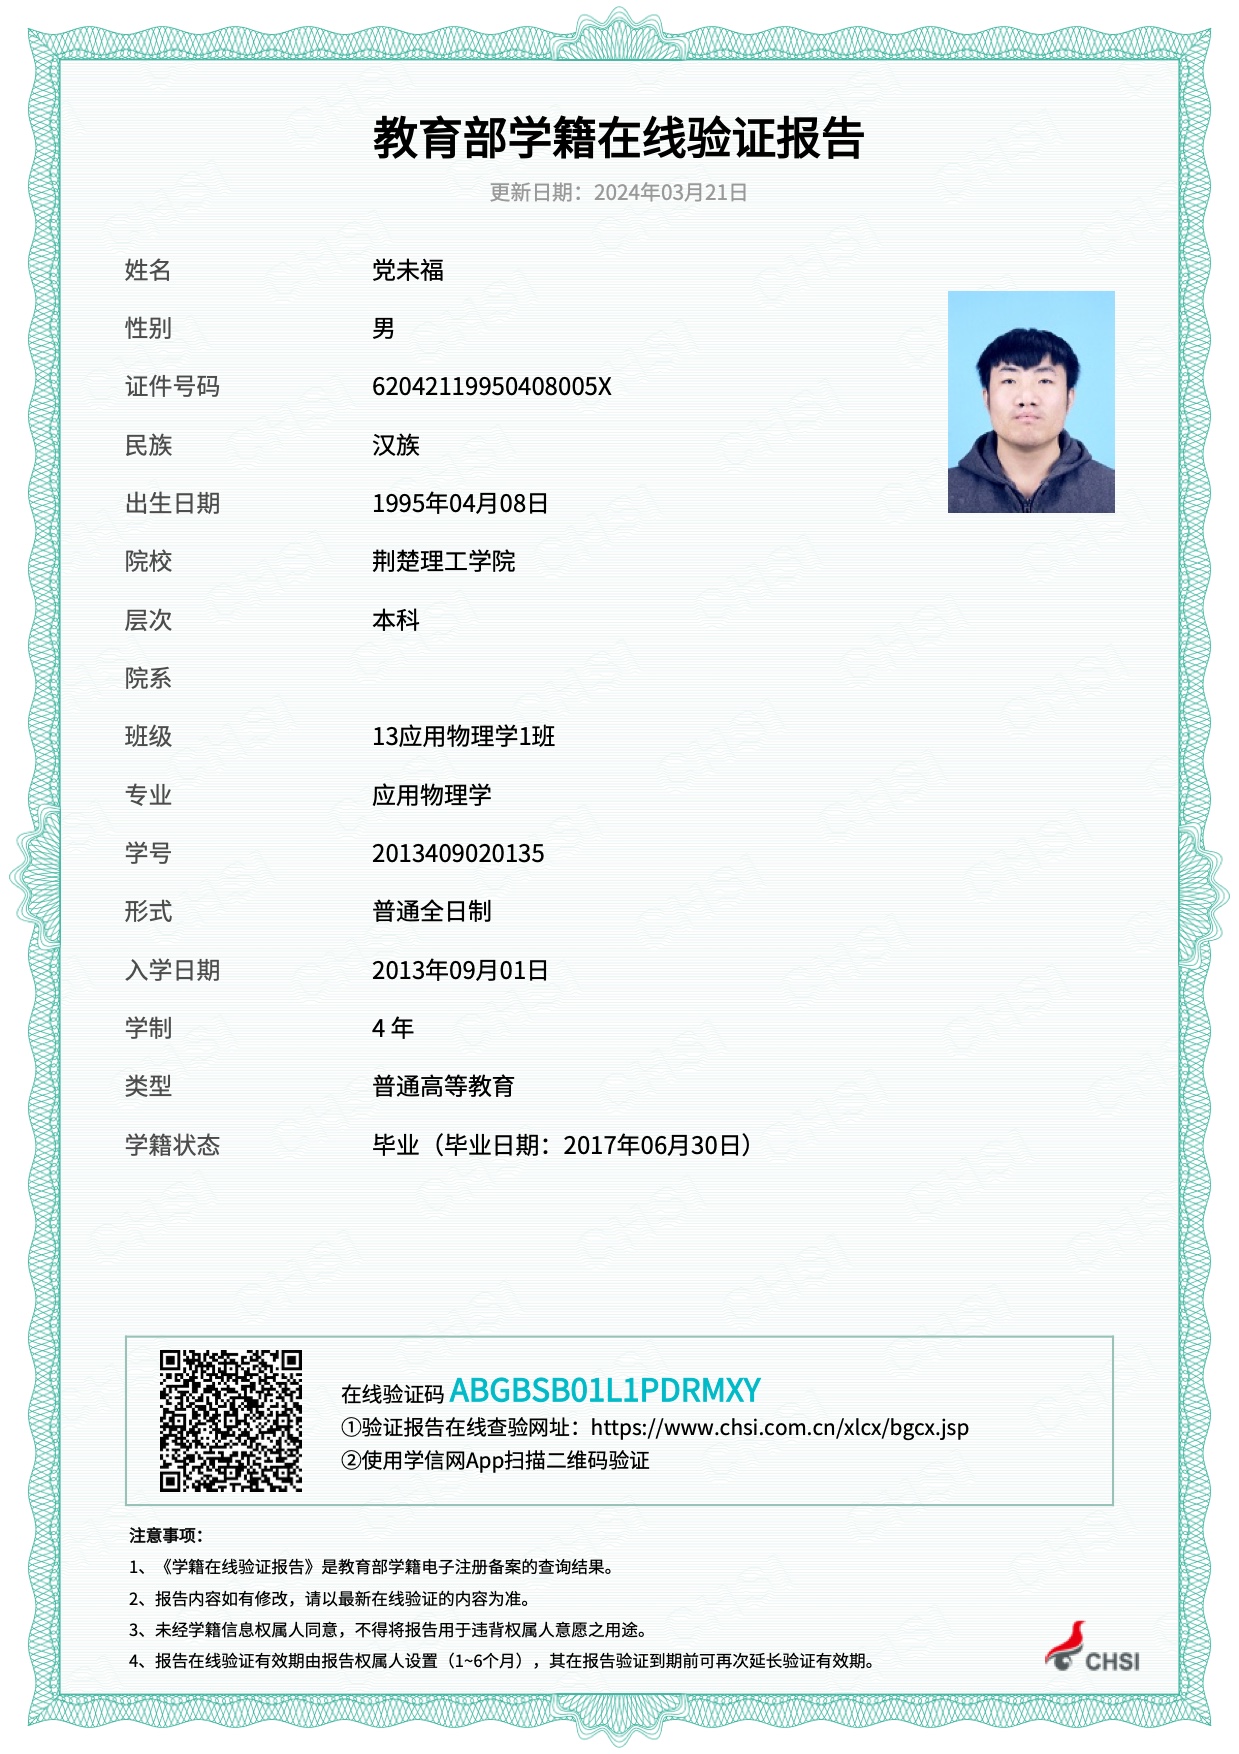 教育部学籍在线验证报告
更新日期：2024年03月21日
姓名 党未福
性别 男
证件号码 62042119950408005X
民族 汉族
出生日期 1995年04月08日
院校 荆楚理工学院
层次 本科
院系
班级 13应用物理学1班
专业 应用物理学
学号 2013409020135
形式 普通全日制
入学日期 2013年09月01日
学制 4 年
类型 普通高等教育
学籍状态 毕业（毕业日期：2017年06月30日）
在线验证码 ABGBSB01L1PDRMXY
①验证报告在线查验网址：https://www.chsi.com.cn/xlcx/bgcx.jsp
②使用学信网App扫描二维码验证
注意事项：
1、《学籍在线验证报告》是教育部学籍电子注册备案的查询结果。
2、报告内容如有修改，请以最新在线验证的内容为准。
3、未经学籍信息权属人同意，不得将报告用于违背权属人意愿之用途。
4、报告在线验证有效期由报告权属人设置（1~6个月），其在报告验证到期前可再次延长验证有效期。
CHSI